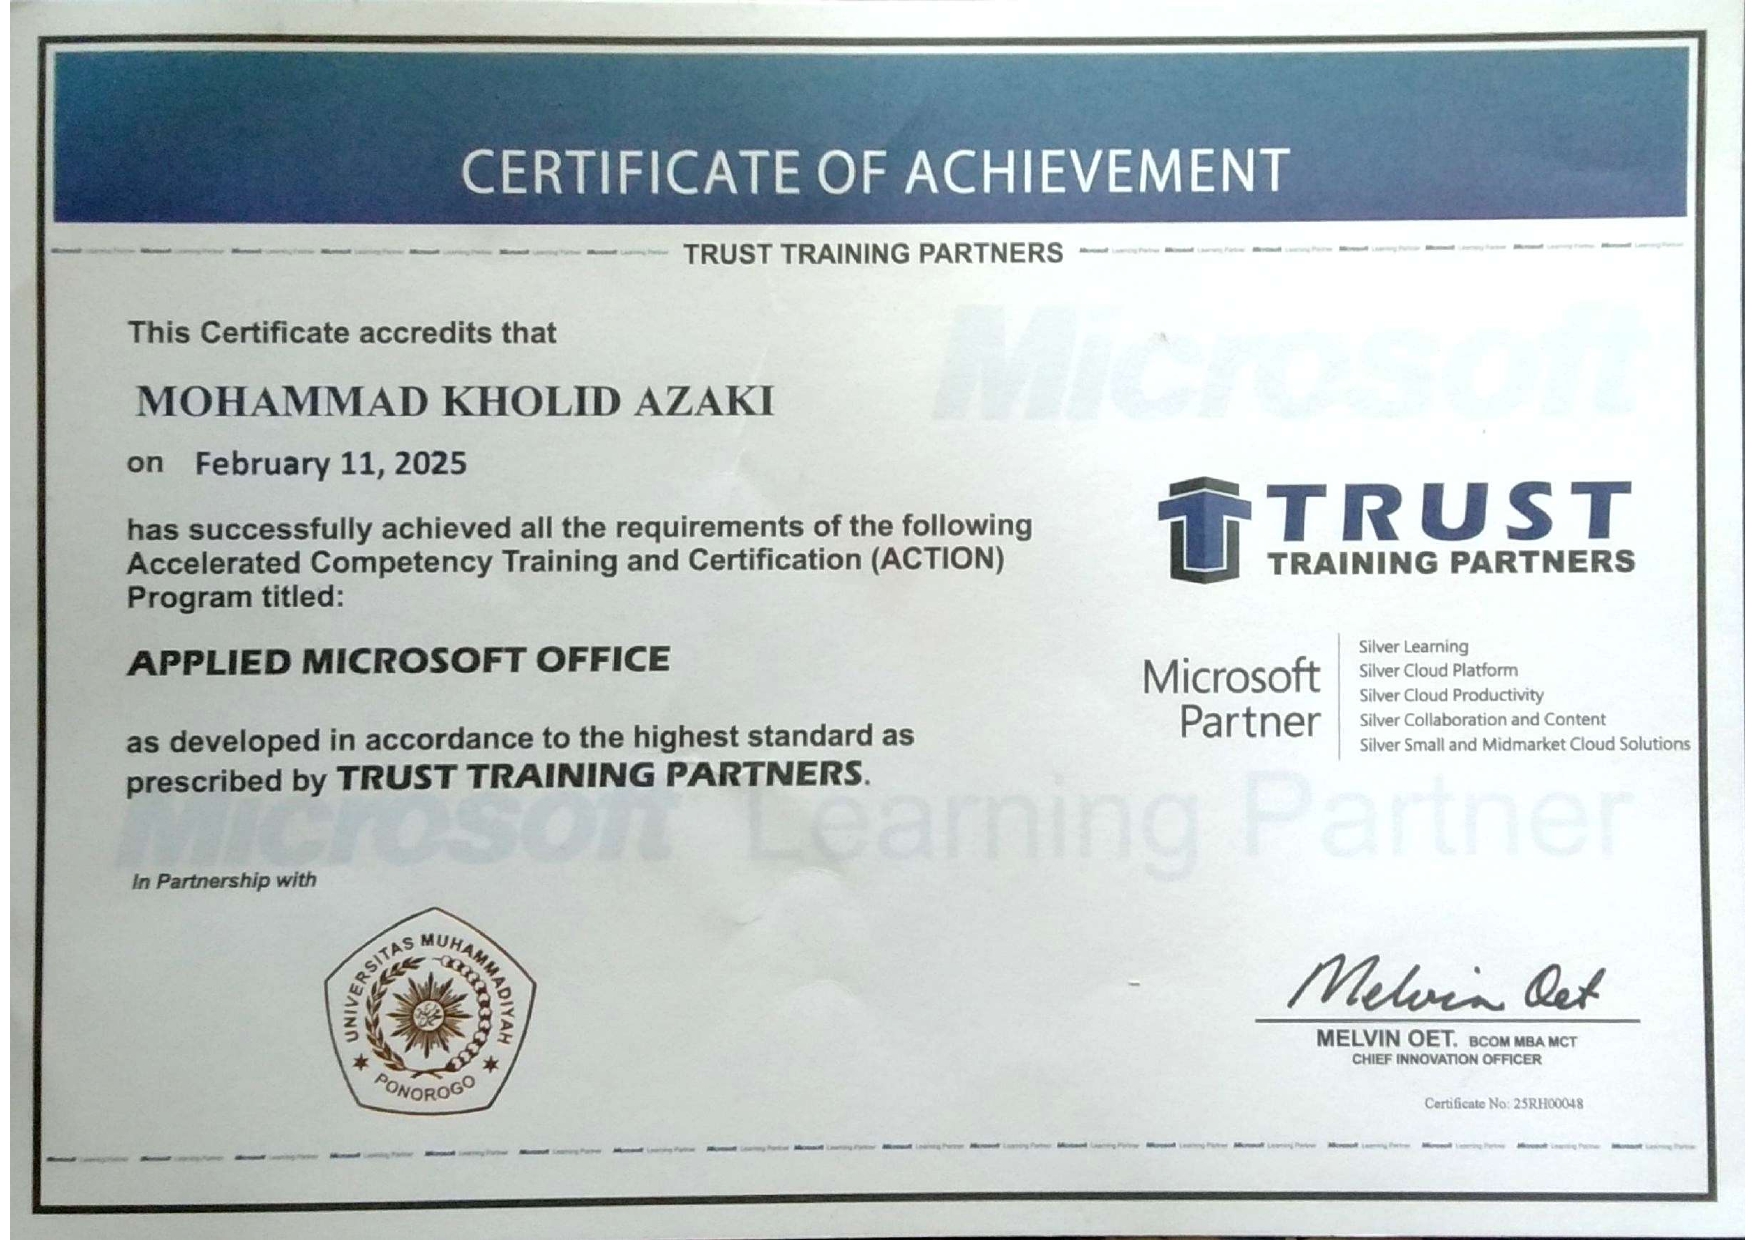 CERTIFICATE OF ACHIEVEMENT
TRUST TRAINING PARTNERS
This Certificate accredits that
MOHAMMAD KHOLID AZAKI
on February 11, 2025
has successfully achieved all the requirements of the following
Accelerated Competency Training and Certification (ACTION)
Program titled:
APPLIED MICROSOFT OFFICE
as developed in accordance to the highest standard as
prescribed by TRUST TRAINING PARTNERS.
Microsoft
TRUST
TRAINING PARTNERS
Microsoft
Partner
Silver Learning
Silver Cloud Platform
Silver Cloud Productivity
Silver Collaboration and Content
Silver Small and Midmarket Cloud Solutions
Microsoft Learning Partner
In Partnership with
UNIVERSITAS MUHAMMADIYAH
PONOROGO
Melvin Oet
MELVIN OET. BCOM MBA MCT
CHIEF INNOVATION OFFICER
Certificate No: 25RH00048